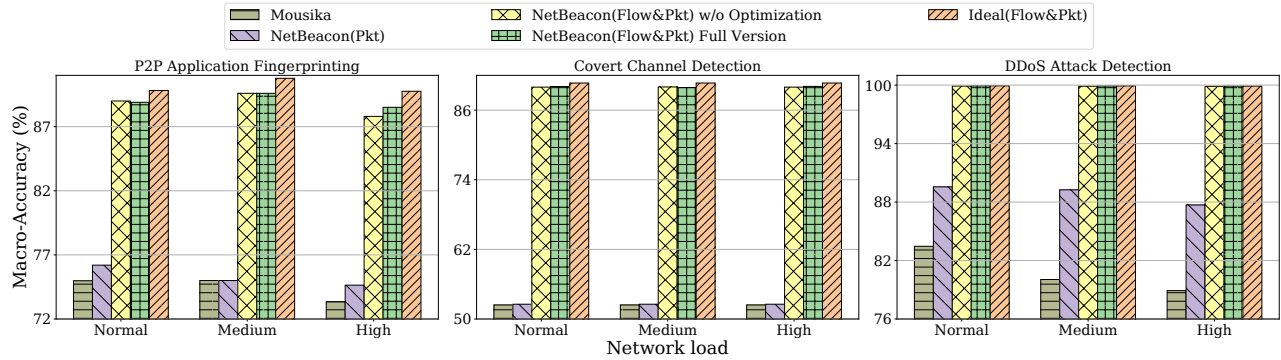 Mousika
NetBeacon(Pkt)
NetBeacon(Flow&Pkt) w/o Optimization
NetBeacon(Flow&Pkt) Full Version
Ideal(Flow&Pkt)
P2P Application Fingerprinting
Covert Channel Detection
DDoS Attack Detection
Macro-Accuracy (%)
87
82
77
72
Normal Medium High
86
74
62
50
Normal Medium High
100
94
88
82
76
Normal Medium High
Network load